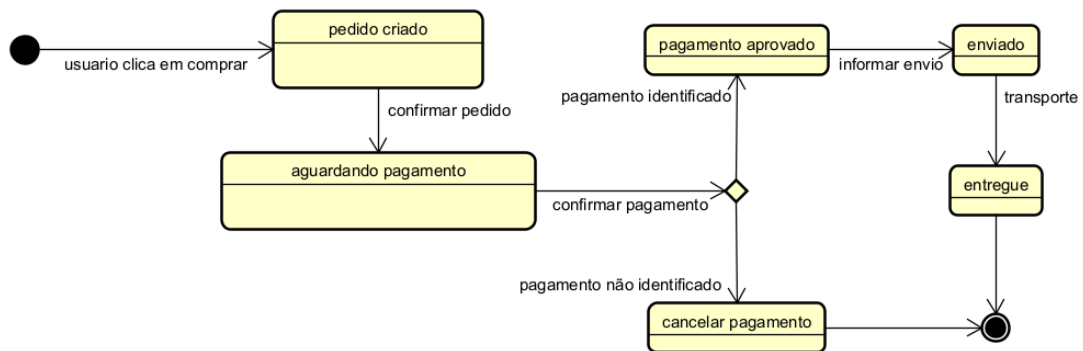 pedido criado
usuario clica em comprar
confirmar pedido
aguardando pagamento
confirmar pagamento
pagamento aprovado
pagamento identificado
informar envio
enviado
transporte
entregue
pagamento não identificado
cancelar pagamento